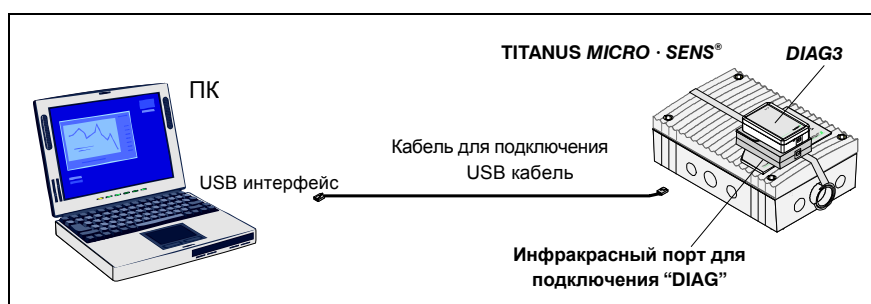 TITANUS MICRO · SENS®
DIAG3
ПК
Кабель для подключения
USB кабель
USB интерфейс
Инфракрасный порт для
подключения “DIAG”